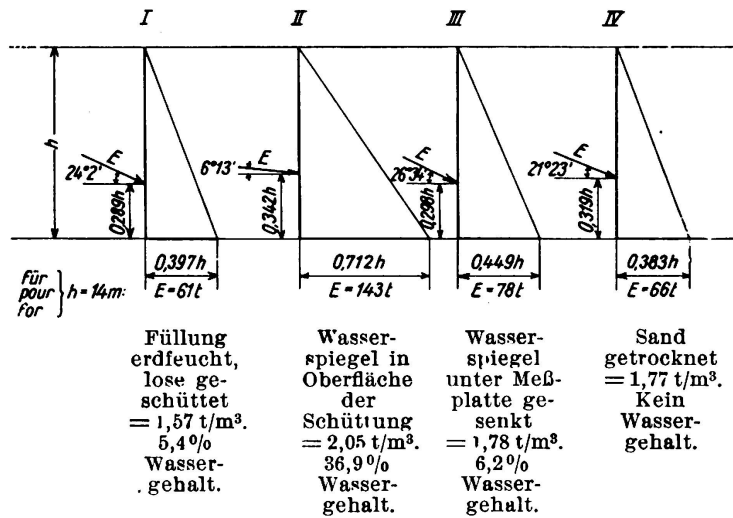 I II III IV
h
E 24°2' 0,289h
E 6°13' 0,342h
E 26°34' 0,298h
E 21°23' 0,319h
0,397h 0,712h 0,449h 0,383h
für
pour
for
} h = 14m: E = 61t E = 143t E = 78t E = 66t
Füllung
erdfeucht,
lose ge-
schüttet
= 1,57 t/m³.
5,4%
Wasser-
gehalt.
Wasser-
spiegel in
Oberfläche
der
Schüttung
= 2,05 t/m³.
36,9%
Wasser-
gehalt.
Wasser-
spiegel
unter Meß-
platte ge-
senkt
= 1,78 t/m³.
6,2%
Wasser-
gehalt.
Sand
getrocknet
= 1,77 t/m³.
Kein
Wasser-
gehalt.